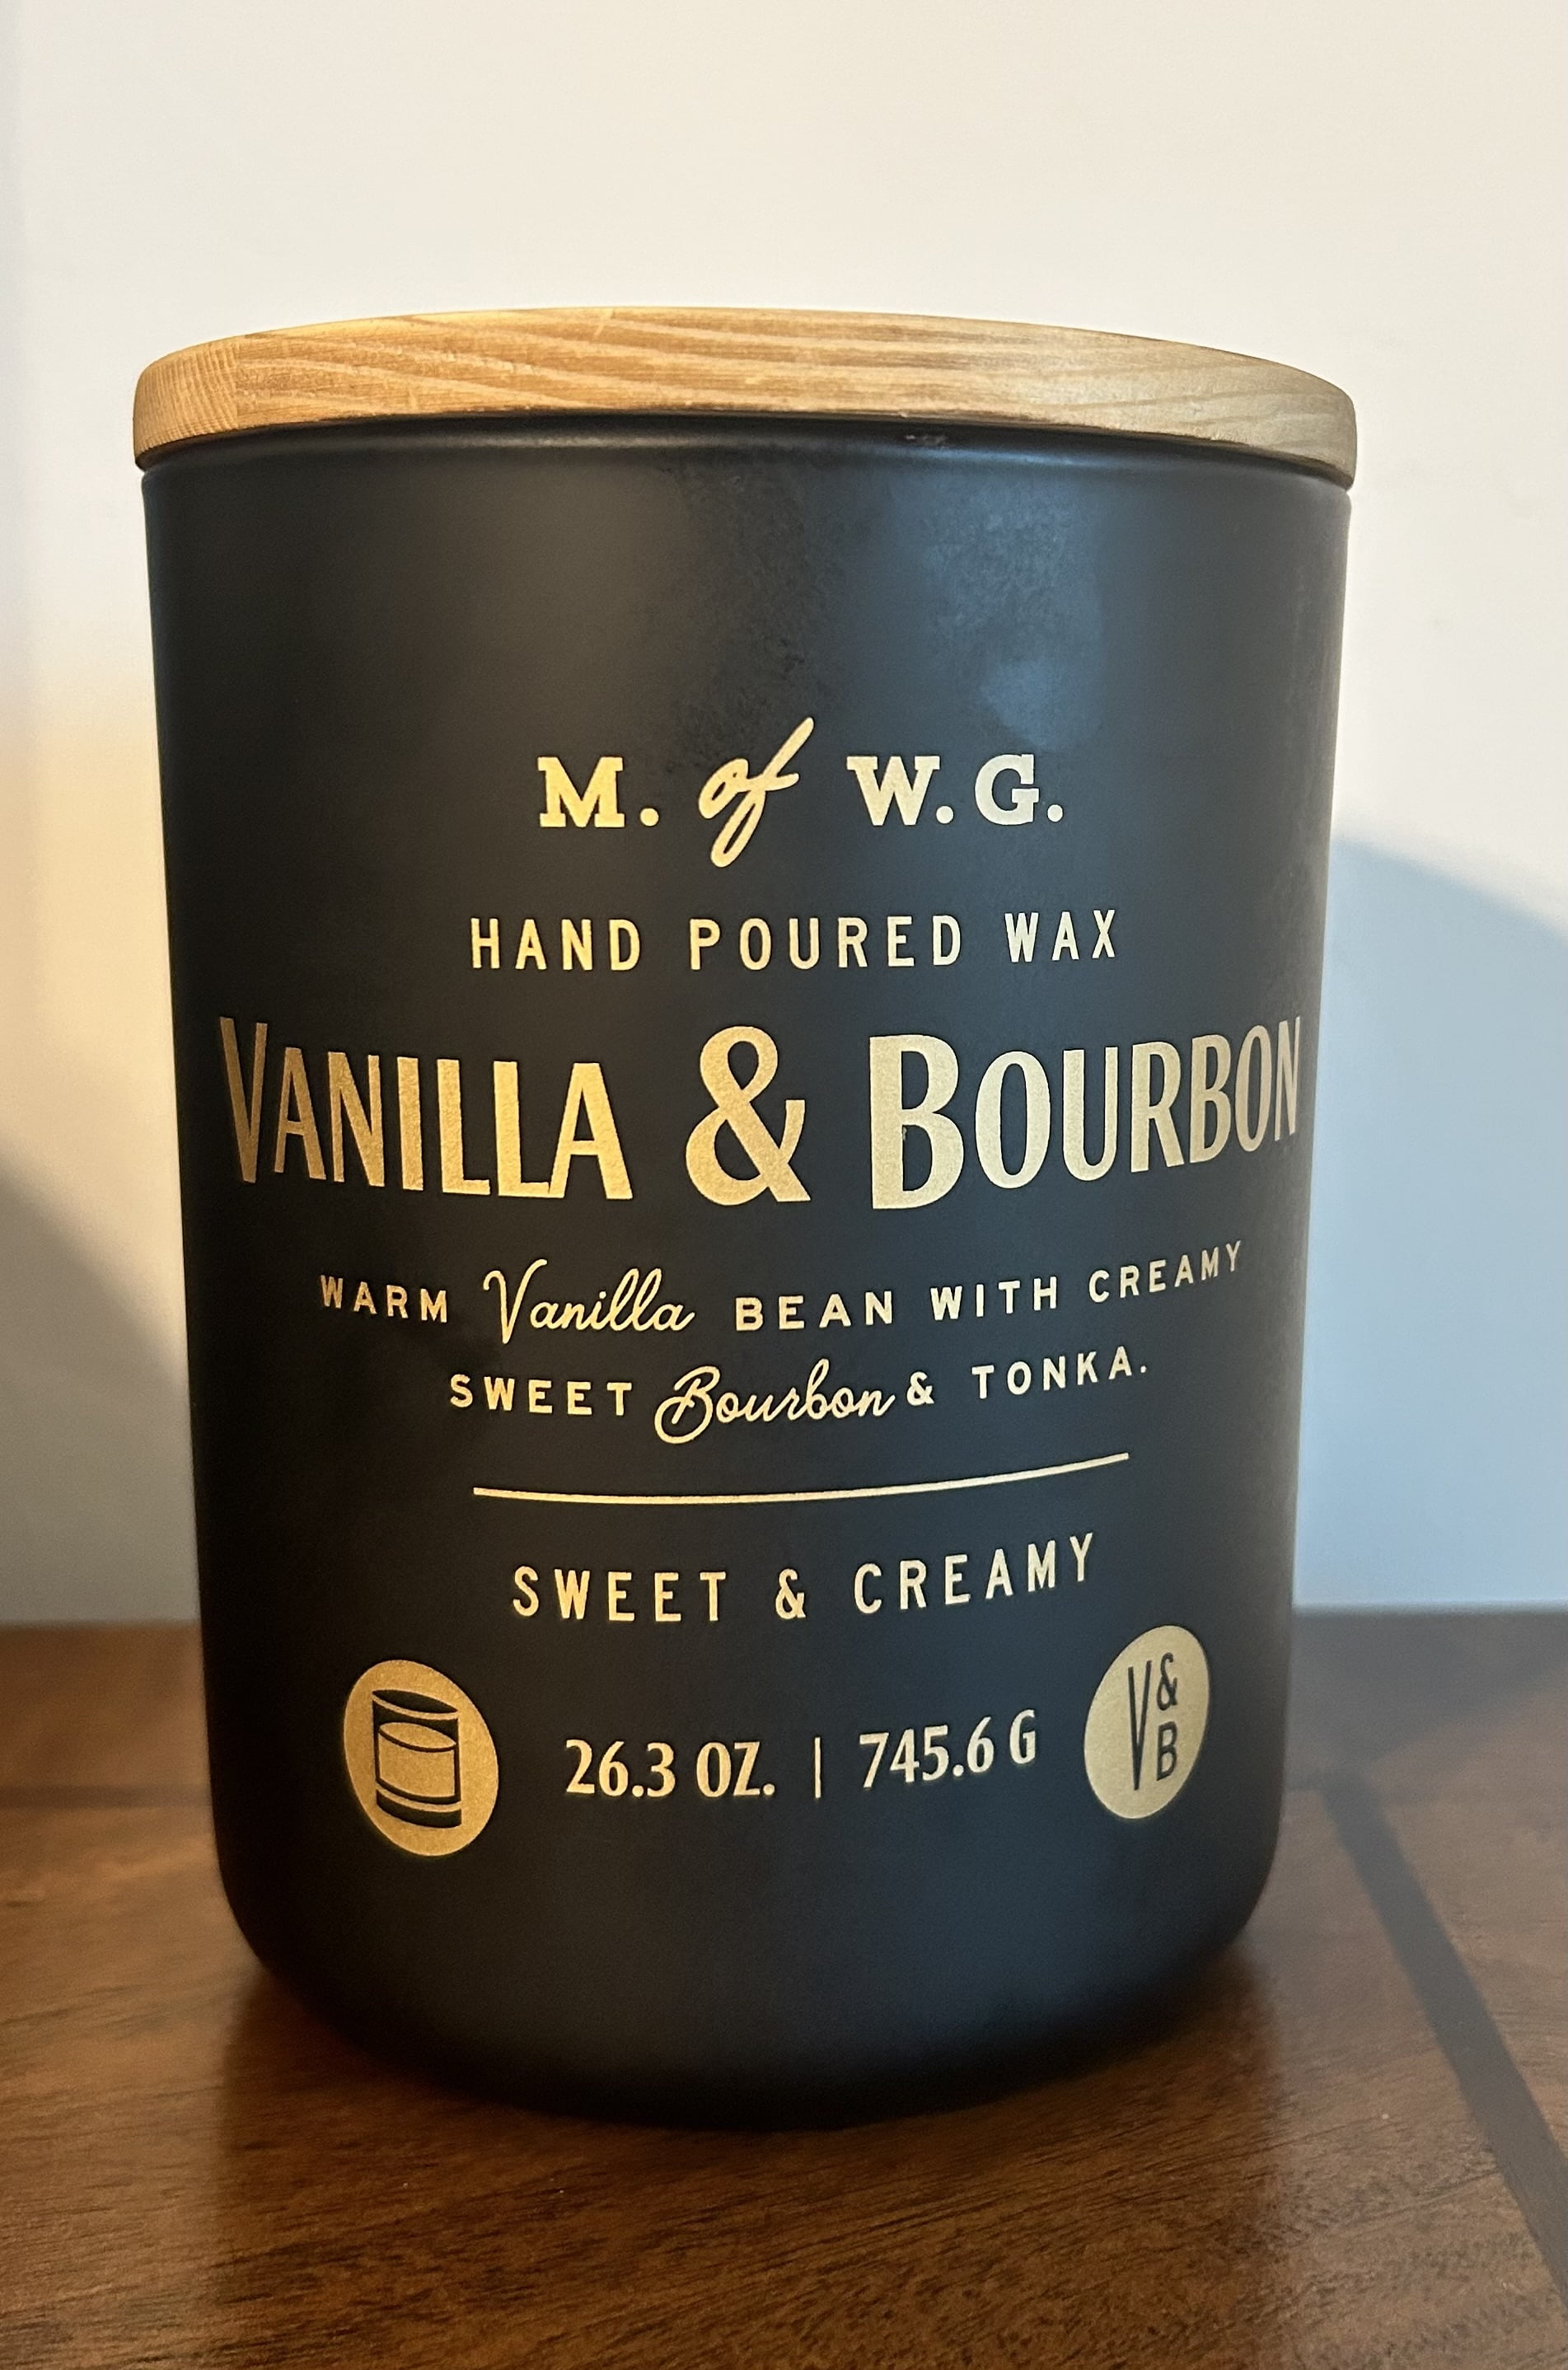 M. of W.G.
HAND POURED WAX
VANILLA & BOURBON
WARM Vanilla BEAN WITH CREAMY
SWEET Bourbon & TONKA.
SWEET & CREAMY
26.3 OZ. | 745.6 G
V&B